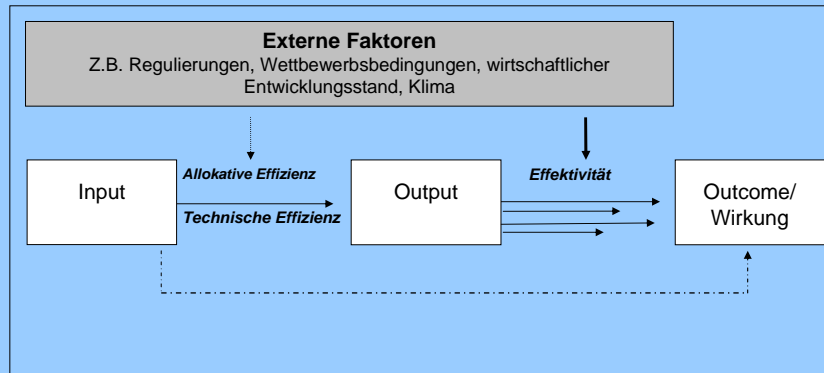 Externe Faktoren
Z.B. Regulierungen, Wettbewerbsbedingungen, wirtschaftlicher
Entwicklungsstand, Klima
Input
Allokative Effizienz
Technische Effizienz
Output
Effektivität
Outcome/
Wirkung